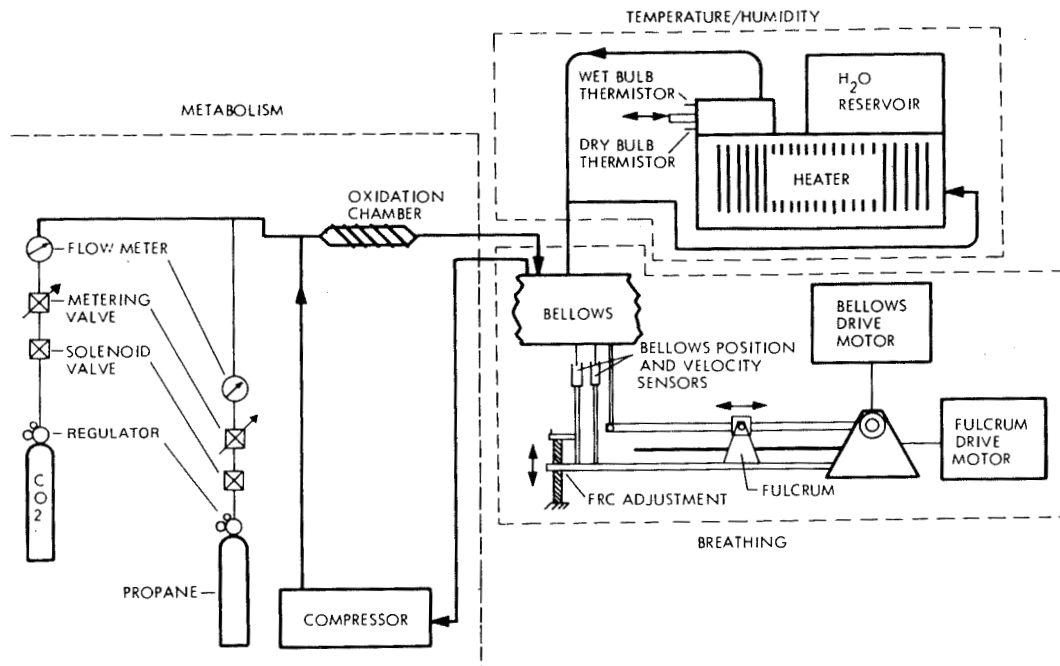 TEMPERATURE/HUMIDITY
WET BULB
THERMISTOR
H2O
RESERVOIR
METABOLISM
DRY BULB
THERMISTOR
HEATER
OXIDATION
CHAMBER
FLOW METER
METERING
VALVE
SOLENOID
VALVE
REGULATOR
CO2
PROPANE
COMPRESSOR
BELLOWS
BELLOWS
DRIVE
MOTOR
BELLOWS POSITION
AND VELOCITY
SENSORS
FULCRUM
DRIVE
MOTOR
FRC ADJUSTMENT
FULCRUM
BREATHING